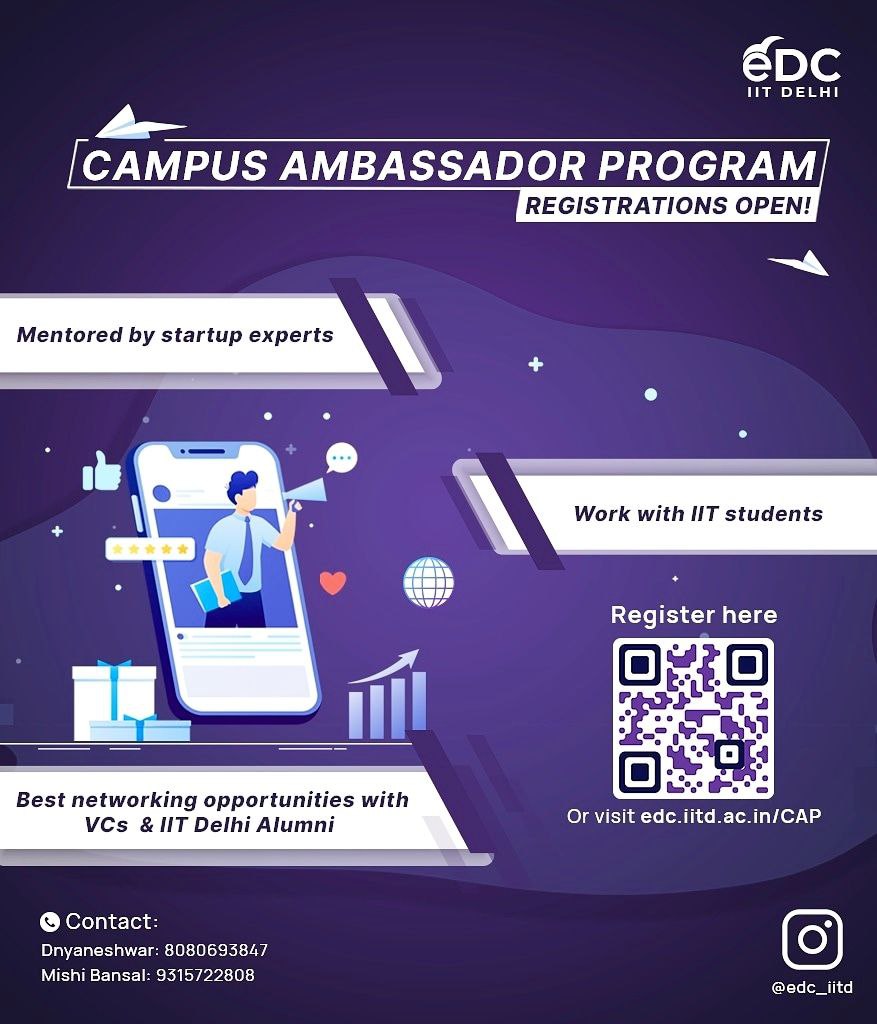 eDC
IIT DELHI
CAMPUS AMBASSADOR PROGRAM
REGISTRATIONS OPEN!
Mentored by startup experts
Work with IIT students
Register here
Or visit edc.iitd.ac.in/CAP
Best networking opportunities with
VCs & IIT Delhi Alumni
Contact:
Dnyaneshwar: 8080693847
Mishi Bansal: 9315722808
@edc_iitd